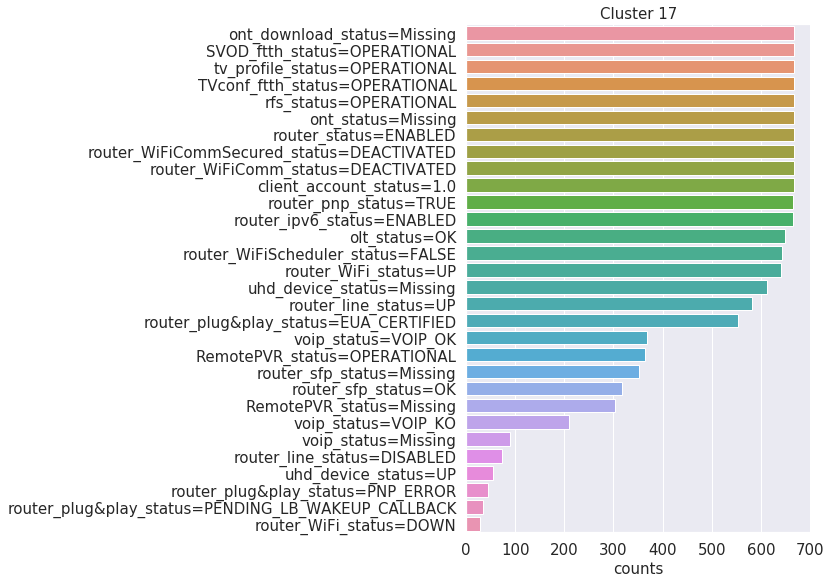 Cluster 17
ont_download_status=Missing
SVOD_ftth_status=OPERATIONAL
tv_profile_status=OPERATIONAL
TVconf_ftth_status=OPERATIONAL
rfs_status=OPERATIONAL
ont_status=Missing
router_status=ENABLED
router_WiFiCommSecured_status=DEACTIVATED
router_WiFiComm_status=DEACTIVATED
client_account_status=1.0
router_pnp_status=TRUE
router_ipv6_status=ENABLED
olt_status=OK
router_WiFiScheduler_status=FALSE
router_WiFi_status=UP
uhd_device_status=Missing
router_line_status=UP
router_plug&play_status=EUA_CERTIFIED
voip_status=VOIP_OK
RemotePVR_status=OPERATIONAL
router_sfp_status=Missing
router_sfp_status=OK
RemotePVR_status=Missing
voip_status=VOIP_KO
voip_status=Missing
router_line_status=DISABLED
uhd_device_status=UP
router_plug&play_status=PNP_ERROR
router_plug&play_status=PENDING_LB_WAKEUP_CALLBACK
router_WiFi_status=DOWN
0 100 200 300 400 500 600 700
counts